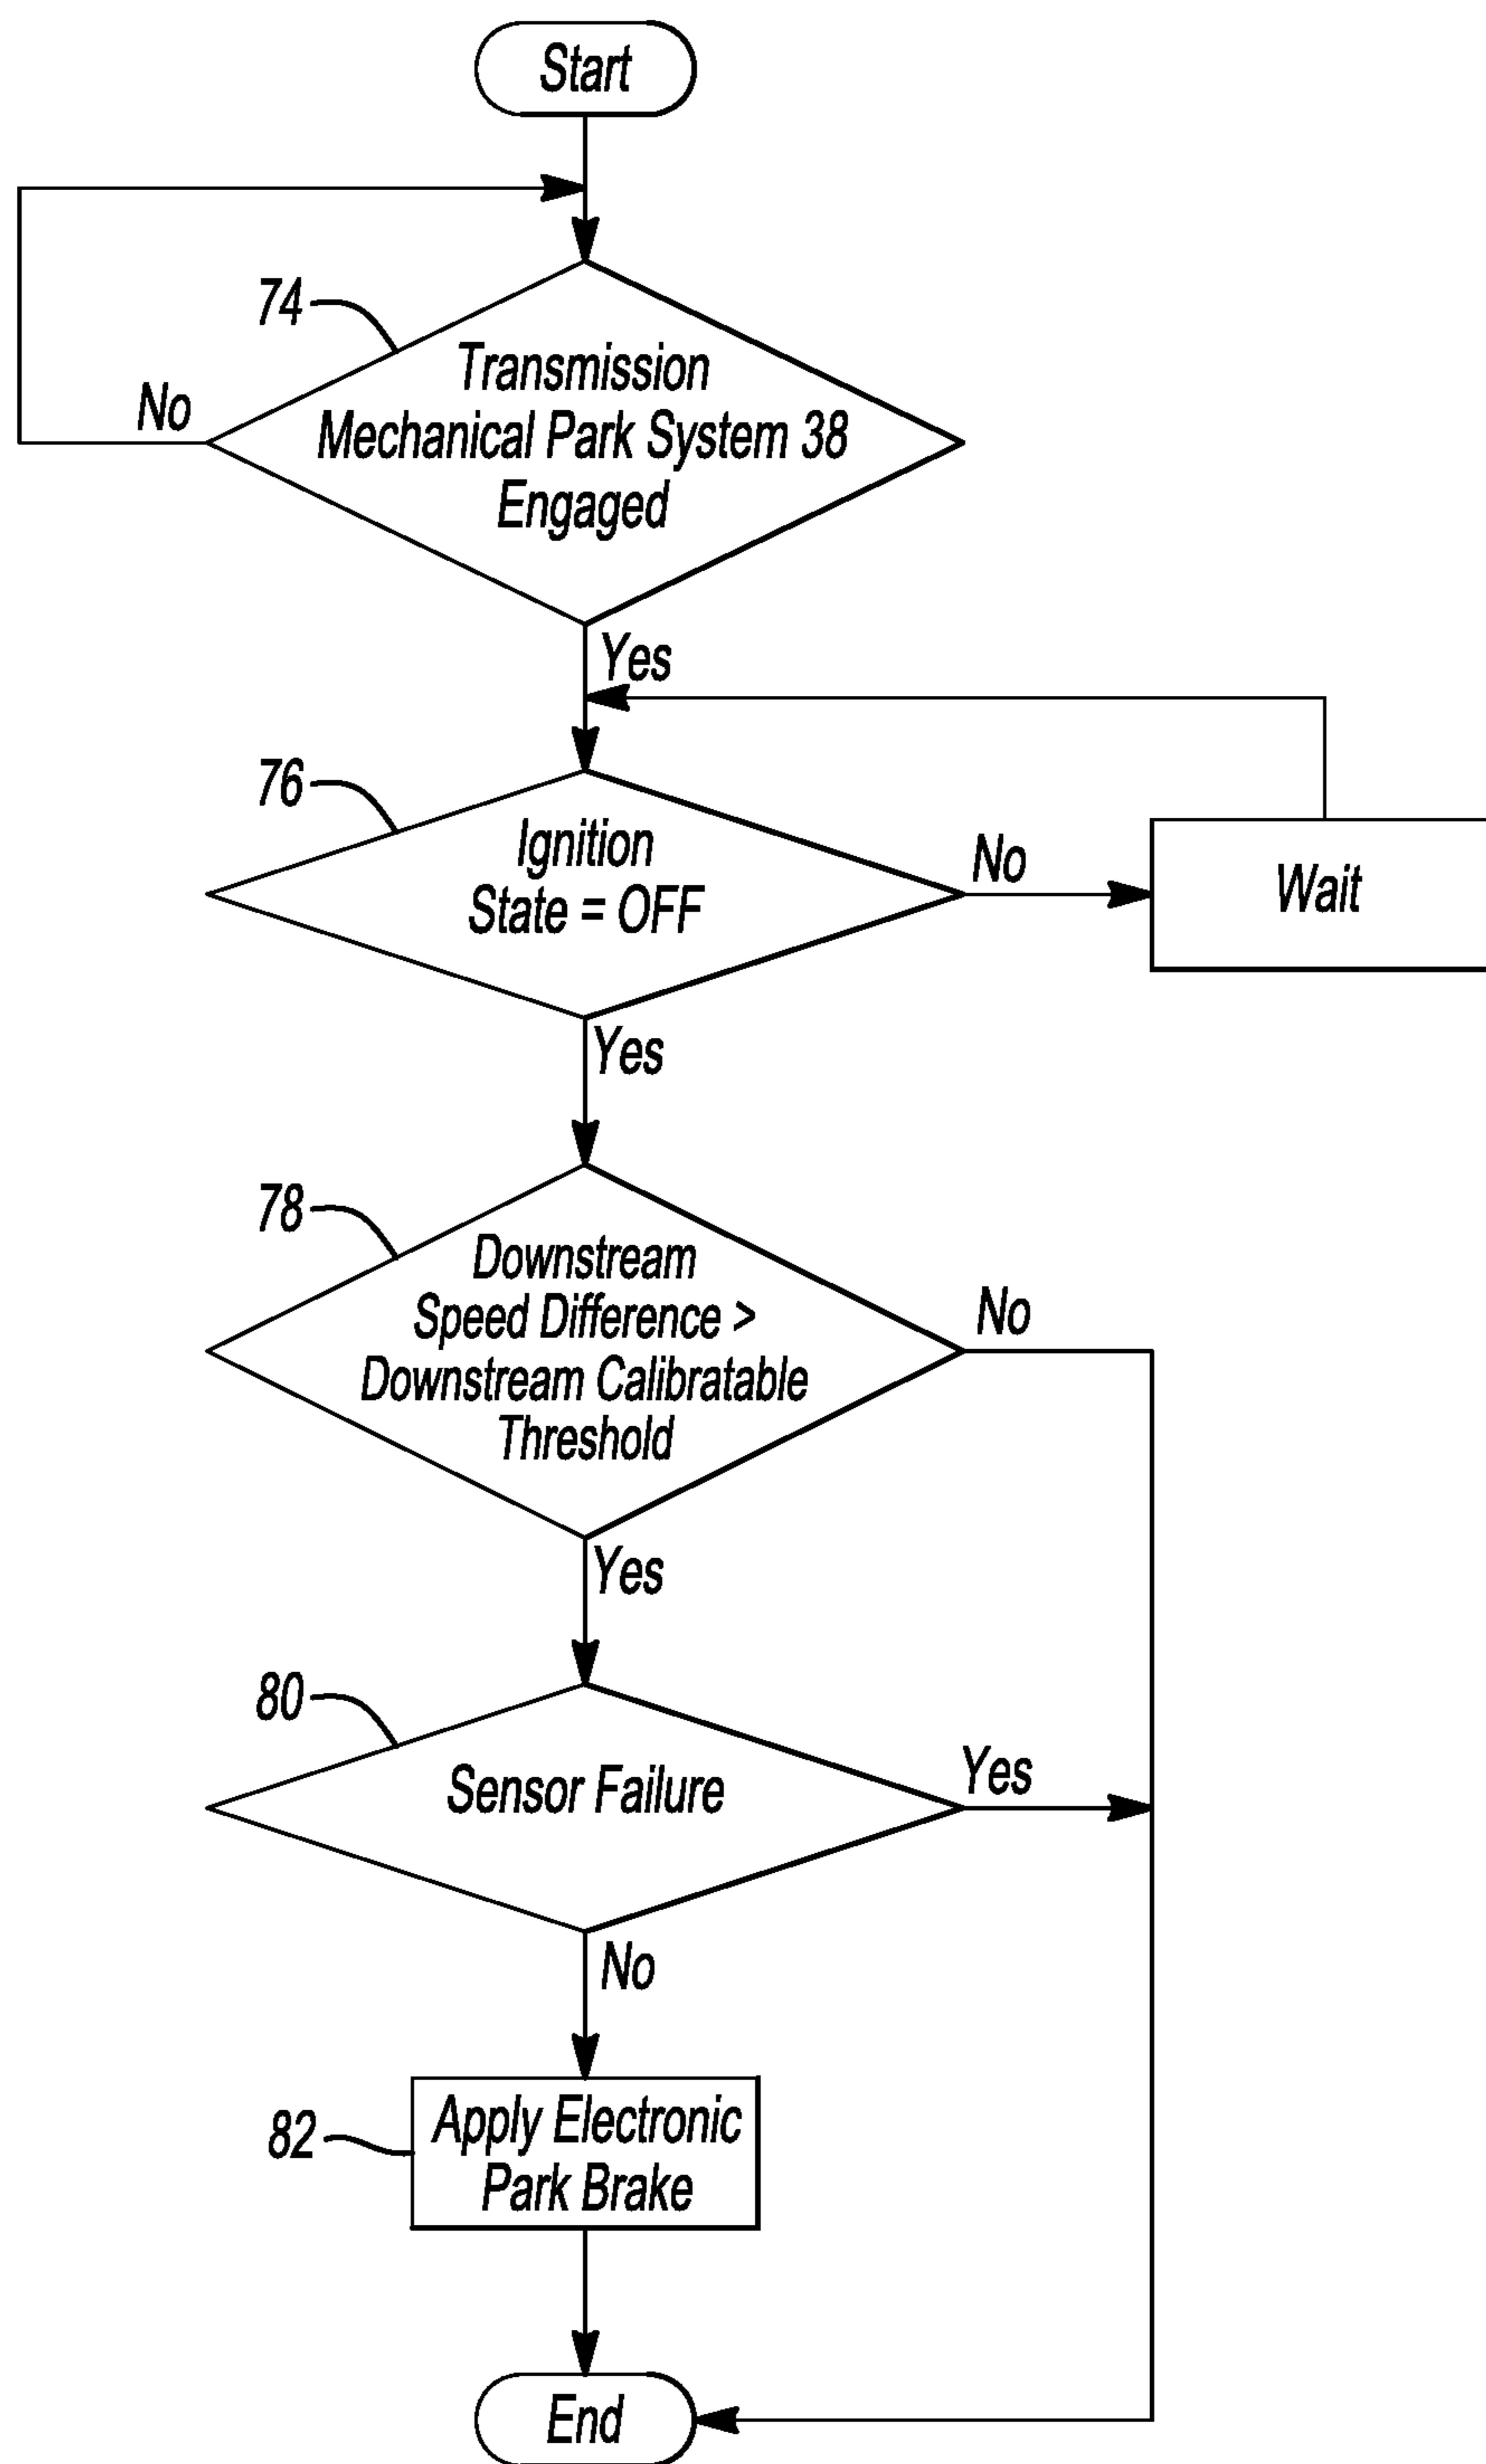 Start
74
Transmission
Mechanical Park System 38
Engaged
No
Yes
76
Ignition
State = OFF
No
Wait
Yes
78
Downstream
Speed Difference >
Downstream Calibratable
Threshold
No
Yes
80
Sensor Failure
Yes
No
82
Apply Electronic
Park Brake
End